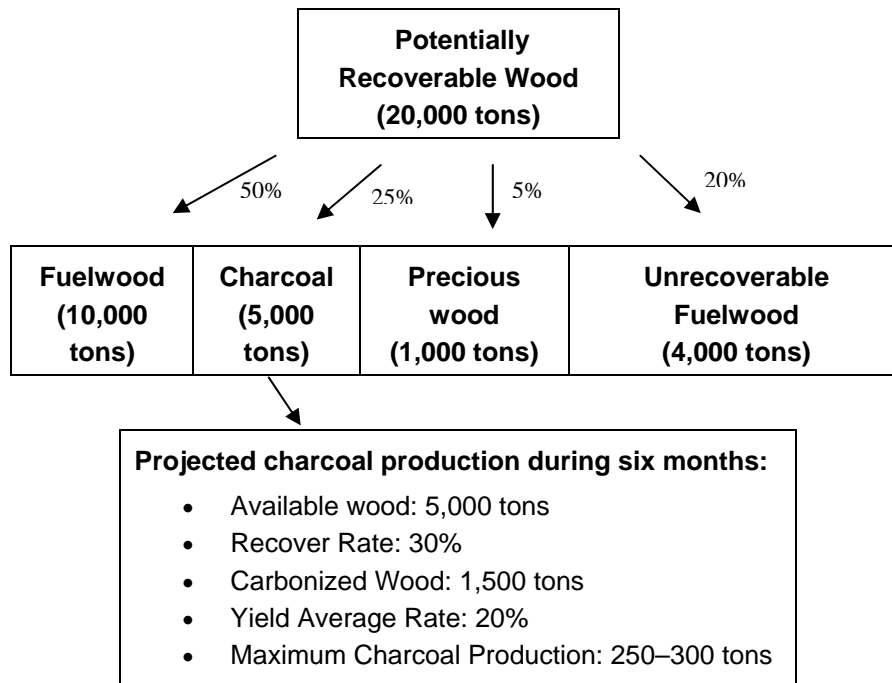 Potentially
Recoverable Wood
(20,000 tons)
50%
25%
5%
20%
Fuelwood
(10,000
tons)
Charcoal
(5,000
tons)
Precious
wood
(1,000 tons)
Unrecoverable
Fuelwood
(4,000 tons)
Projected charcoal production during six months:
• Available wood: 5,000 tons
• Recover Rate: 30%
• Carbonized Wood: 1,500 tons
• Yield Average Rate: 20%
• Maximum Charcoal Production: 250–300 tons